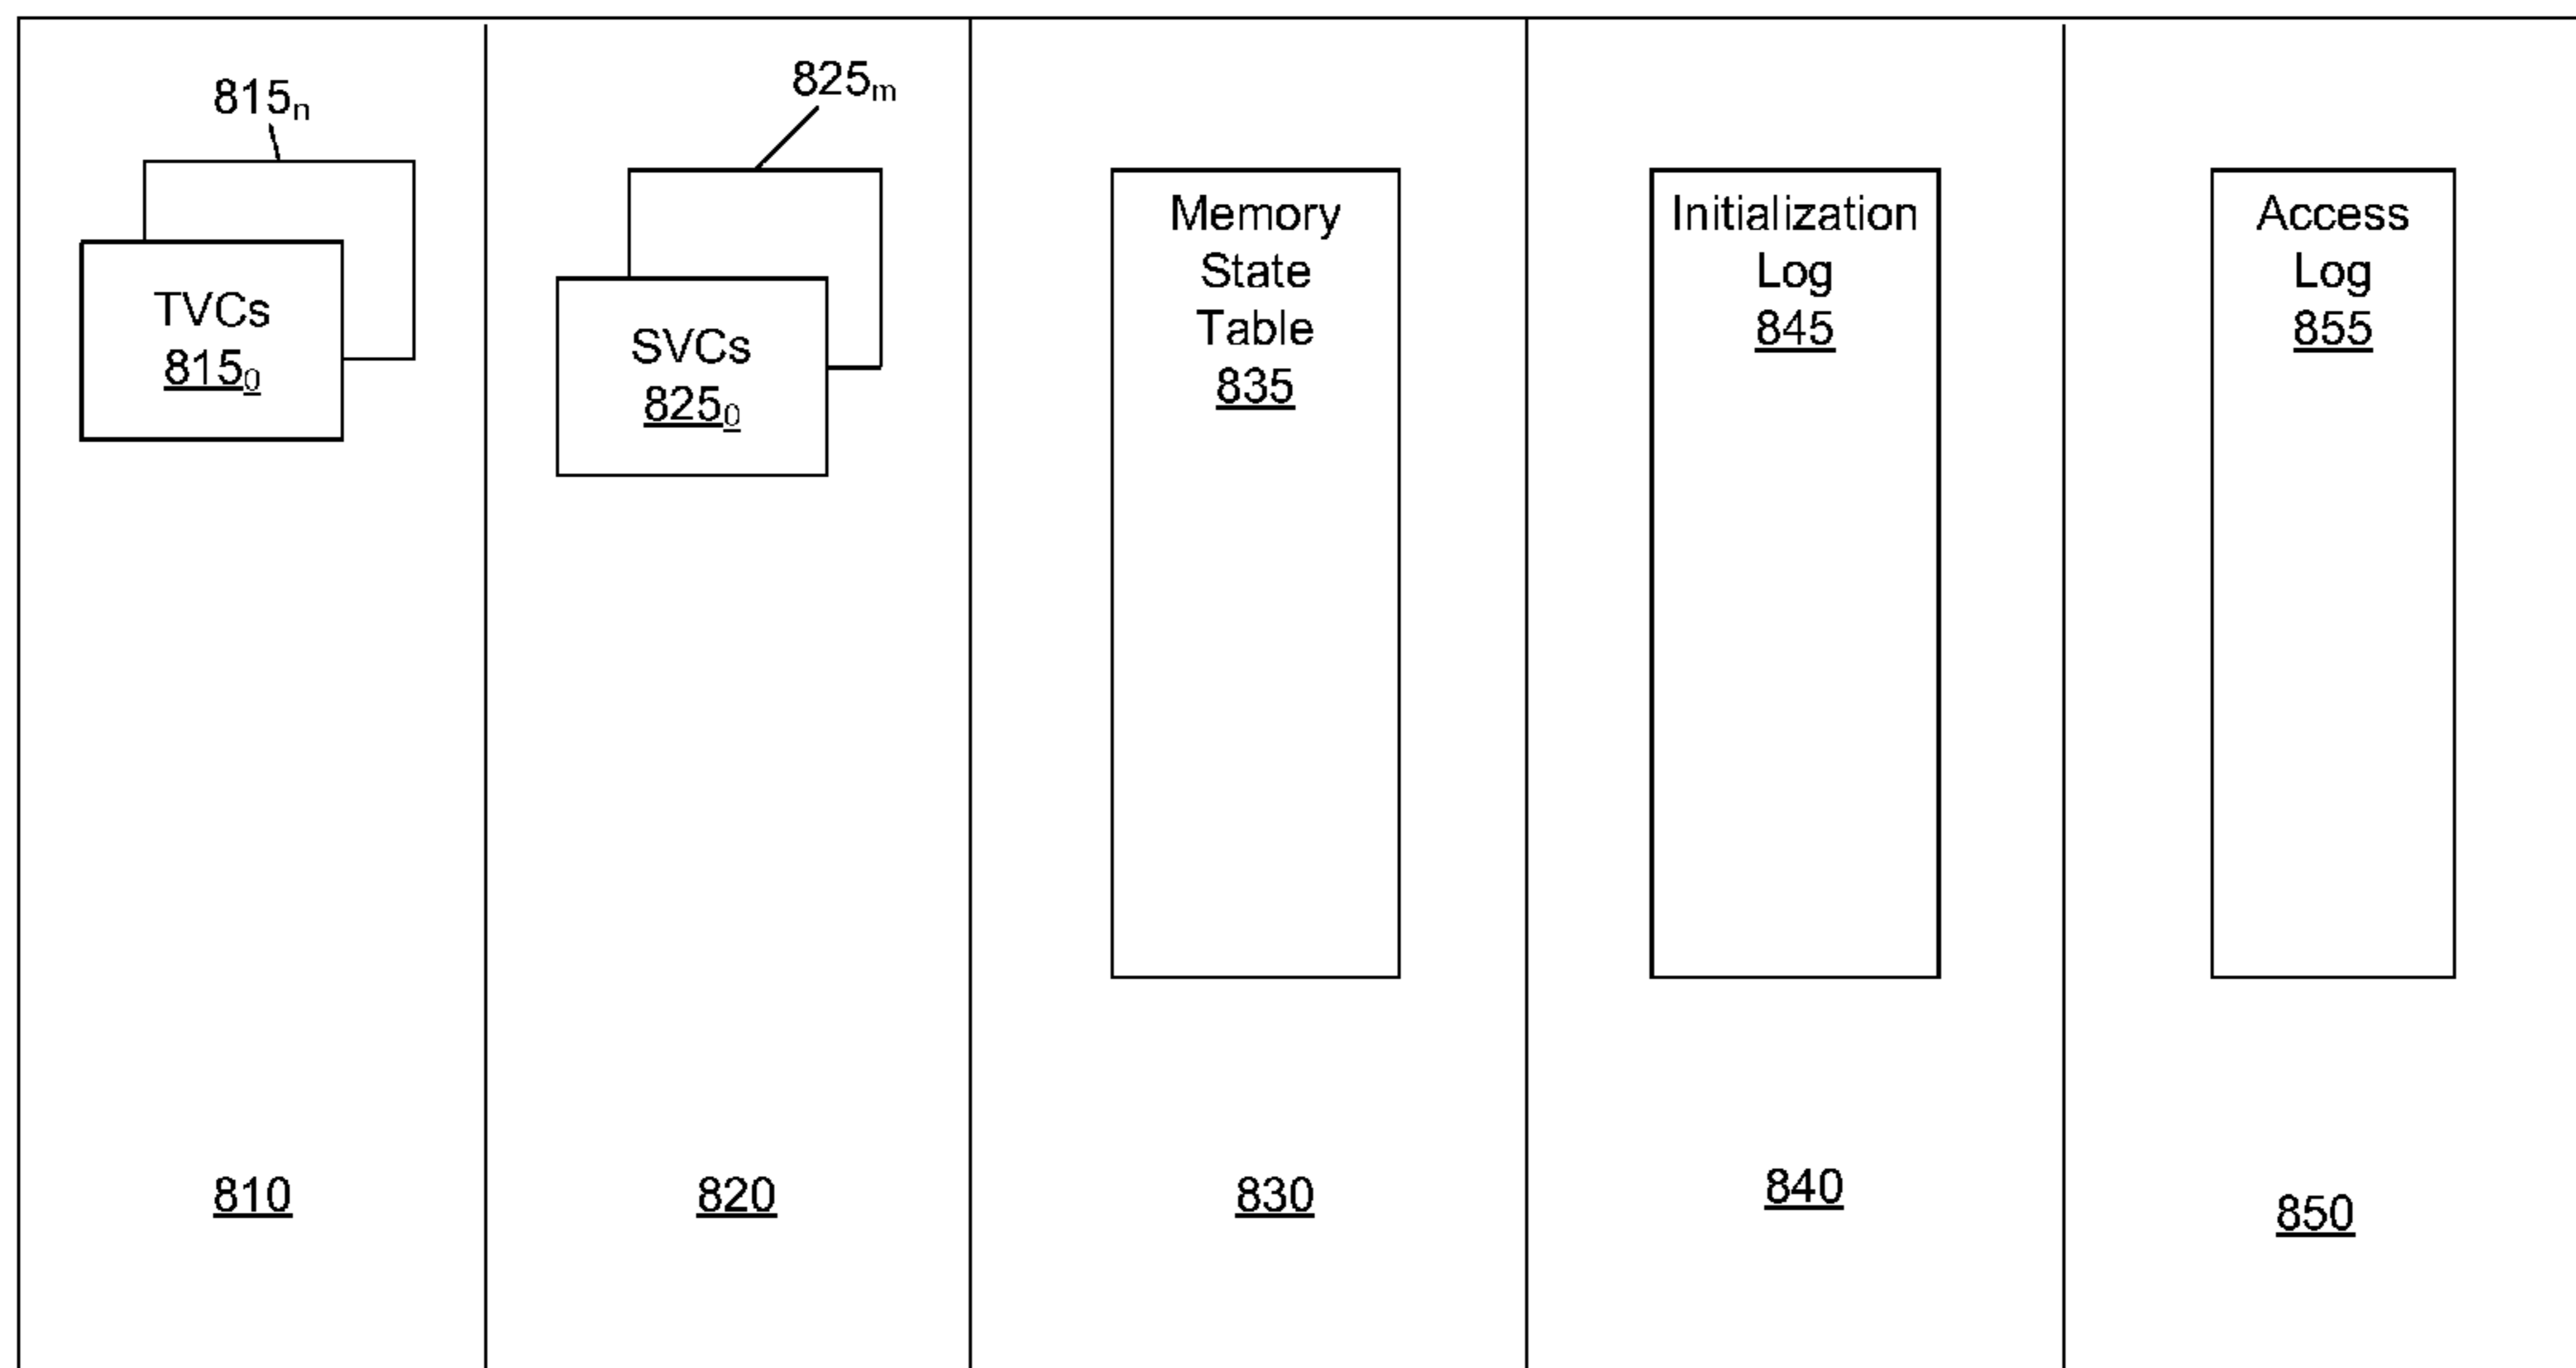 815n
825m
TVCs
8150
SVCs
8250
Memory
State
Table
835
Initialization
Log
845
Access
Log
855
810
820
830
840
850